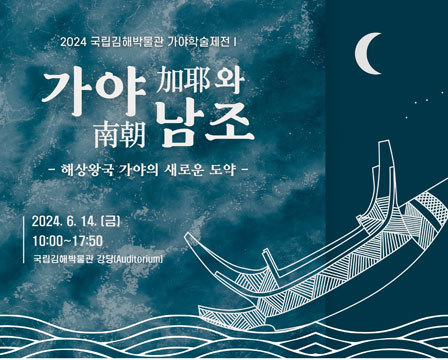 2024 국립김해박물관 가야학술제전 I
가야 加耶와
南朝 남조
- 해상왕국 가야의 새로운 도약 -
2024. 6. 14. (금)
10:00~17:50
국립김해박물관 강당(Auditorium)